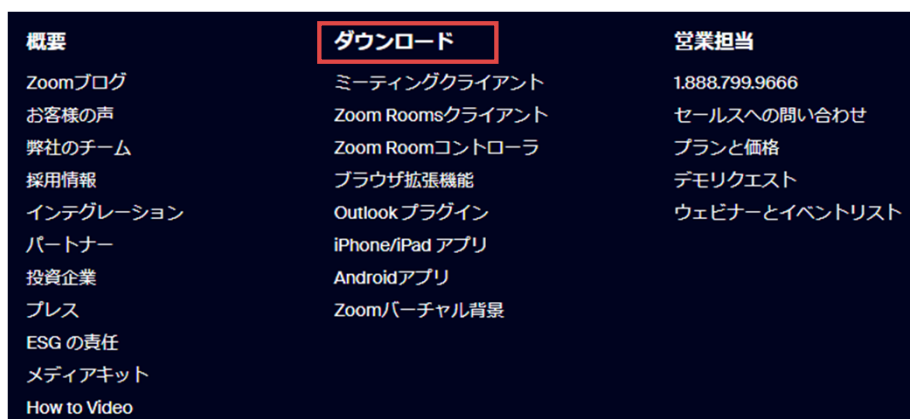 概要
Zoomブログ
お客様の声
弊社のチーム
採用情報
インテグレーション
パートナー
投資企業
プレス
ESG の責任
メディアキット
How to Video
ダウンロード
ミーティングクライアント
Zoom Roomsクライアント
Zoom Roomコントローラ
ブラウザ拡張機能
Outlook プラグイン
iPhone/iPad アプリ
Androidアプリ
Zoomバーチャル背景
営業担当
1.888.799.9666
セールスへの問い合わせ
プランと価格
デモリクエスト
ウェビナーとイベントリスト